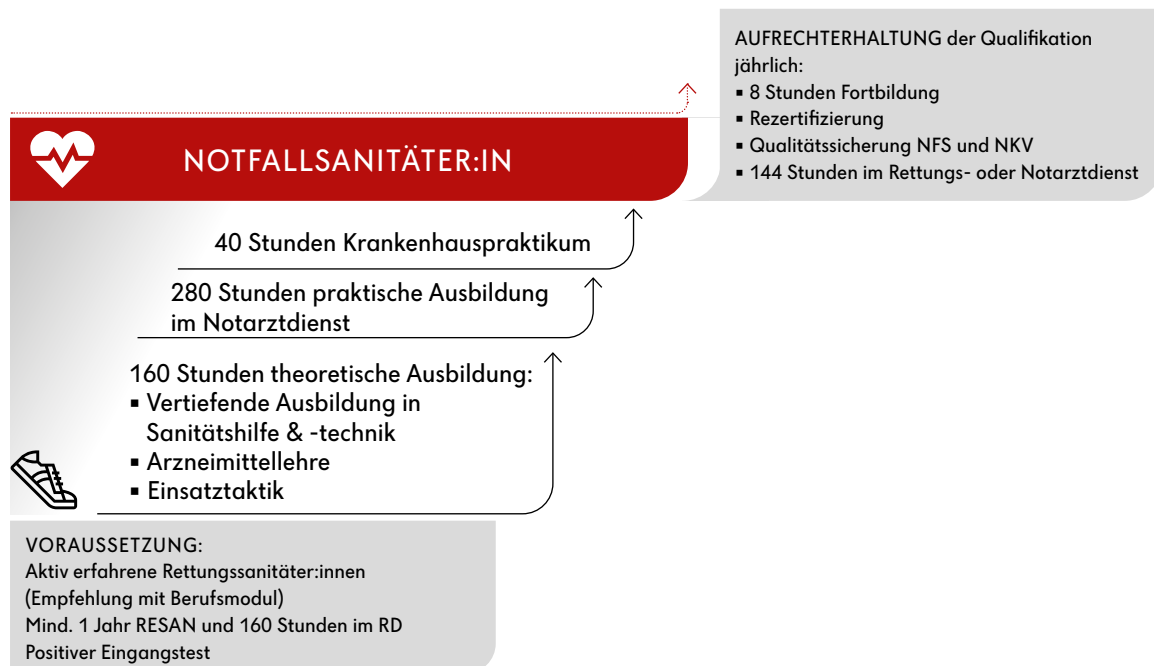 AUFRECHTERHALTUNG der Qualifikation
jährlich:
▪ 8 Stunden Fortbildung
▪ Rezertifizierung
▪ Qualitätssicherung NFS und NKV
▪ 144 Stunden im Rettungs- oder Notarztdienst
NOTFALLSANITÄTER:IN
40 Stunden Krankenhauspraktikum
280 Stunden praktische Ausbildung
im Notarztdienst
160 Stunden theoretische Ausbildung:
▪ Vertiefende Ausbildung in
Sanitätshilfe & -technik
▪ Arzneimittellehre
▪ Einsatztaktik
VORAUSSETZUNG:
Aktiv erfahrene Rettungssanitäter:innen
(Empfehlung mit Berufsmodul)
Mind. 1 Jahr RESAN und 160 Stunden im RD
Positiver Eingangstest